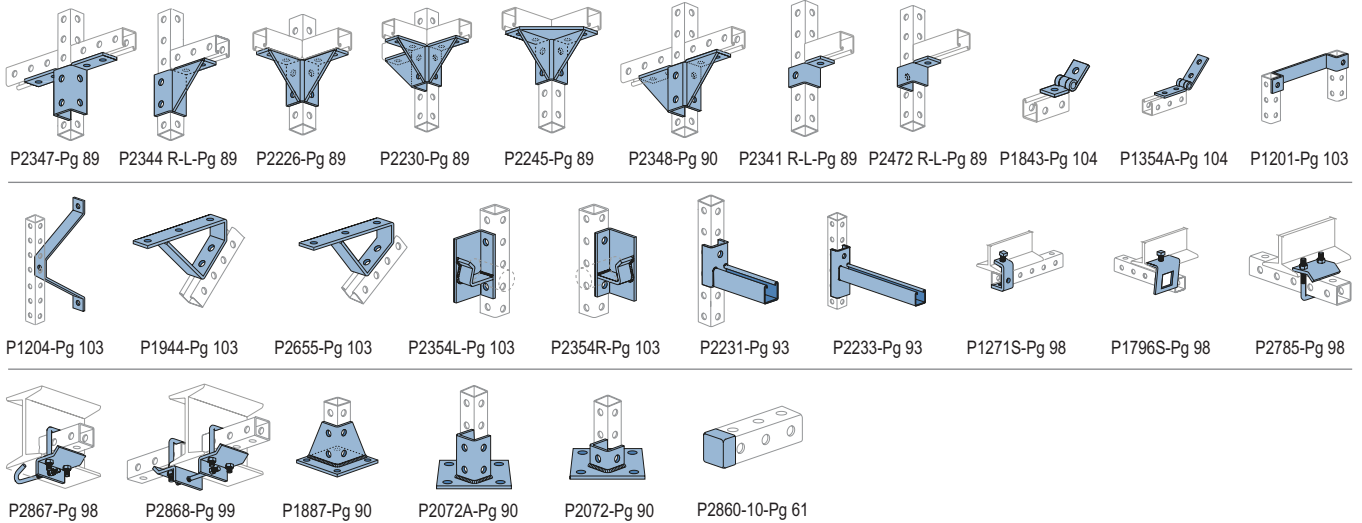 P2347-Pg 89 P2344 R-L-Pg 89 P2226-Pg 89 P2230-Pg 89 P2245-Pg 89 P2348-Pg 90 P2341 R-L-Pg 89 P2472 R-L-Pg 89 P1843-Pg 104 P1354A-Pg 104 P1201-Pg 103
P1204-Pg 103 P1944-Pg 103 P2655-Pg 103 P2354L-Pg 103 P2354R-Pg 103 P2231-Pg 93 P2233-Pg 93 P1271S-Pg 98 P1796S-Pg 98 P2785-Pg 98
P2867-Pg 98 P2868-Pg 99 P1887-Pg 90 P2072A-Pg 90 P2072-Pg 90 P2860-10-Pg 61